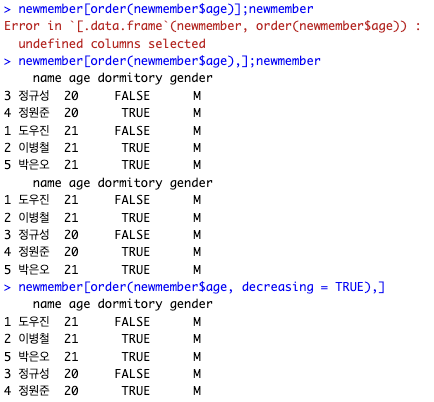 > newmember[order(newmember$age)];newmember
Error in `[.data.frame`(newmember, order(newmember$age)) :
  undefined columns selected
> newmember[order(newmember$age),];newmember
    name age dormitory gender
3 정규성  20     FALSE      M
4 정원준  20      TRUE      M
1 도우진  21     FALSE      M
2 이병철  21      TRUE      M
5 박은오  21      TRUE      M
    name age dormitory gender
1 도우진  21     FALSE      M
2 이병철  21      TRUE      M
3 정규성  20     FALSE      M
4 정원준  20      TRUE      M
5 박은오  21      TRUE      M
> newmember[order(newmember$age, decreasing = TRUE),]
    name age dormitory gender
1 도우진  21     FALSE      M
2 이병철  21      TRUE      M
5 박은오  21      TRUE      M
3 정규성  20     FALSE      M
4 정원준  20      TRUE      M